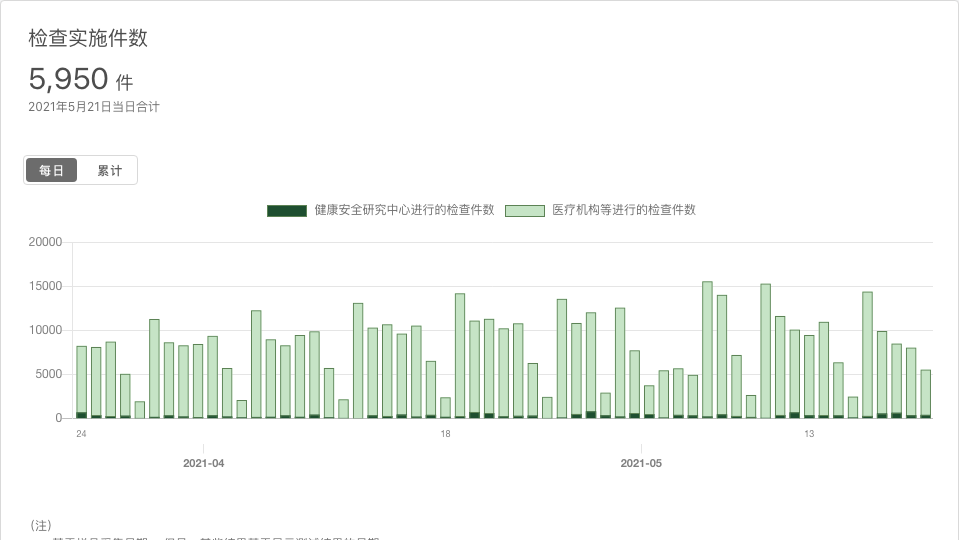 检查实施件数
5,950 件
2021年5月21日当日合计
每日 累计
健康安全研究中心进行的检查件数 医疗机构等进行的检查件数
20000
15000
10000
5000
0
24 18 13
2021-04 2021-05
(注)